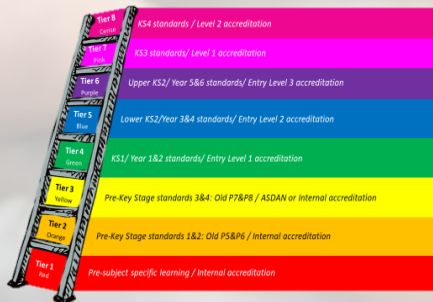 Tier 8
Cerise
KS4 standards / Level 2 accreditation
Tier 7
Pink
KS3 standards/ Level 1 accreditation
Tier 6
Purple
Upper KS2/ Year 5&6 standards/ Entry Level 3 accreditation
Tier 5
Blue
Lower KS2/Year 3&4 standards/ Entry Level 2 accreditation
Tier 4
Green
KS1/ Year 1&2 standards/ Entry Level 1 accreditation
Tier 3
Yellow
Pre-Key Stage standards 3&4: Old P7&P8 / ASDAN or Internal accreditation
Tier 2
Orange
Pre-Key Stage standards 1&2: Old P5&P6 / Internal accreditation
Tier 1
Red
Pre-subject specific learning / Internal accreditation